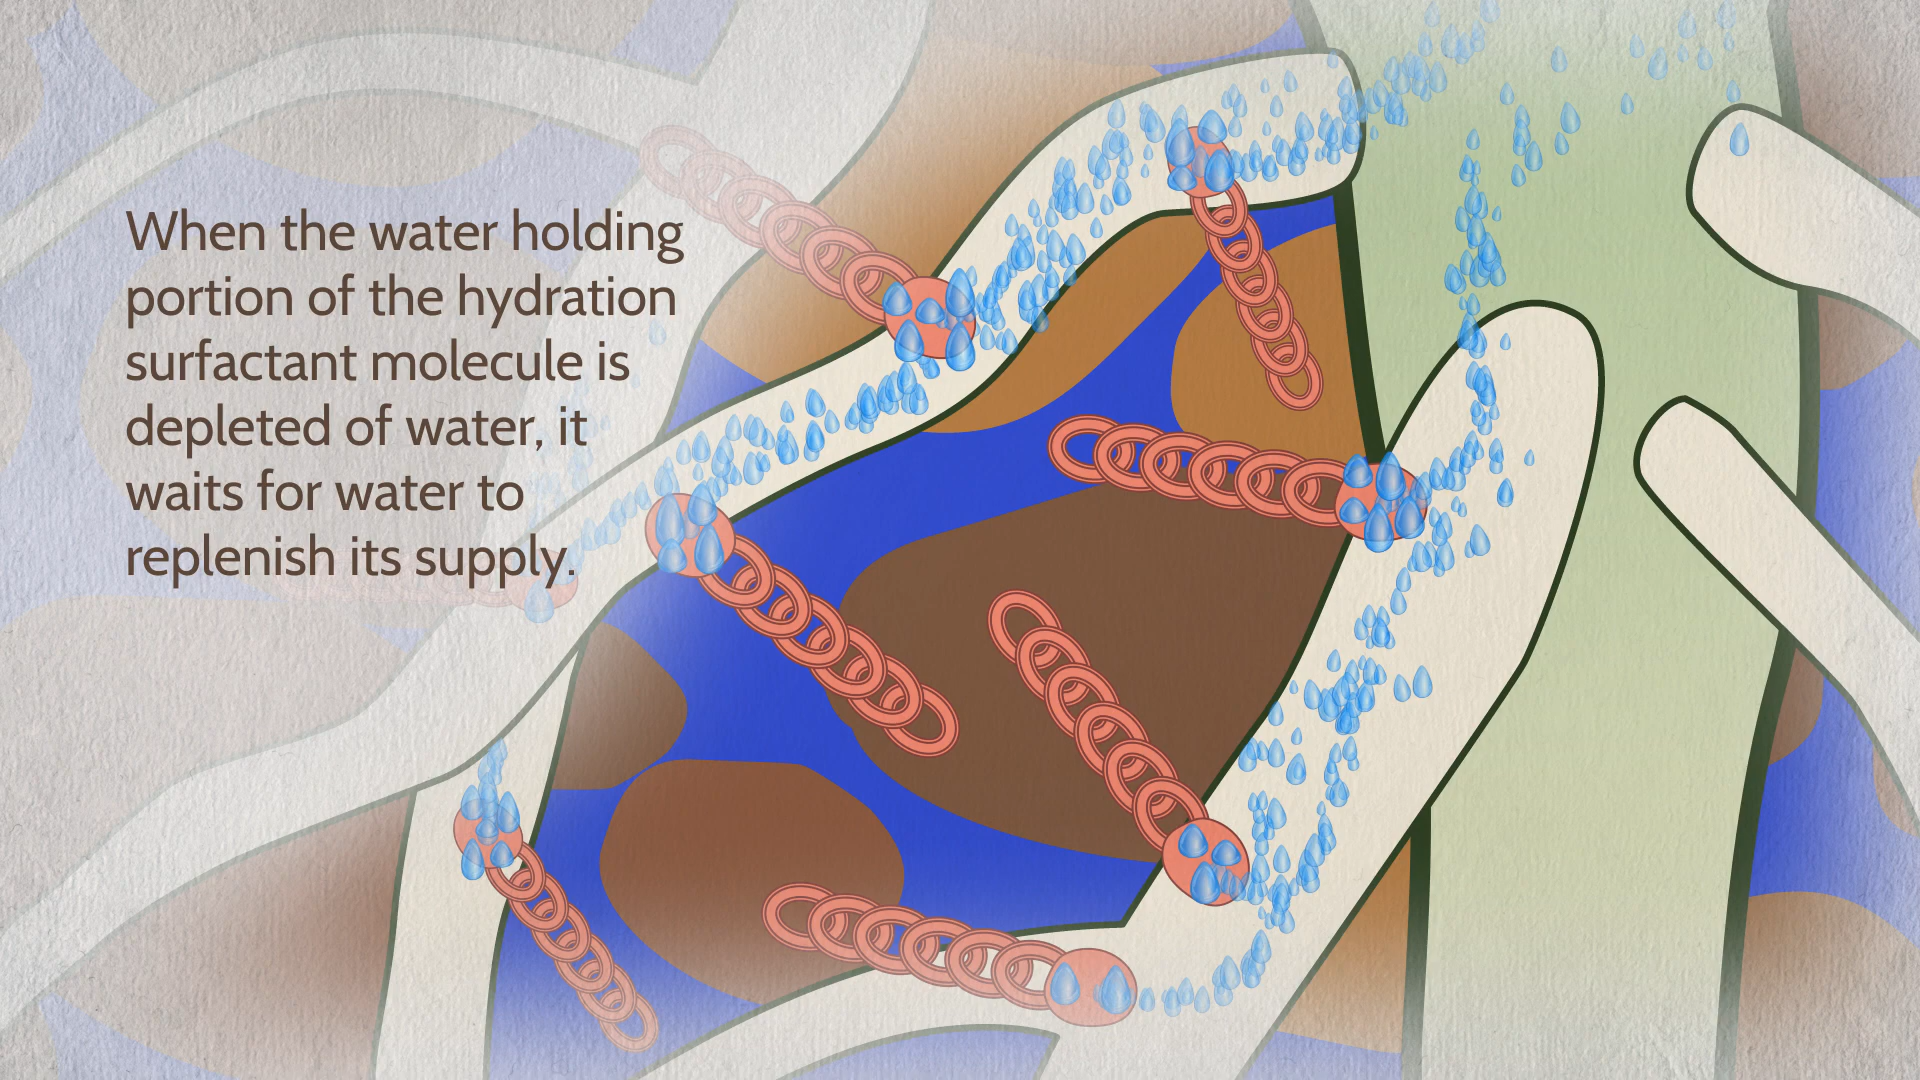 When the water holding
portion of the hydration
surfactant molecule is
depleted of water, it
waits for water to
replenish its supply.